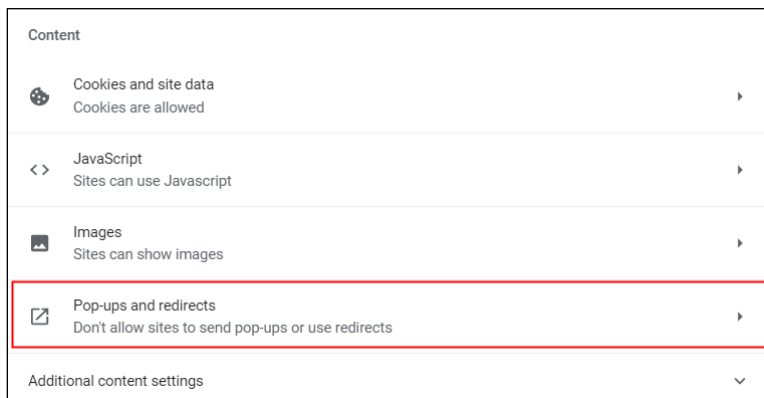 Content
Cookies and site data
Cookies are allowed
JavaScript
Sites can use Javascript
Images
Sites can show images
Pop-ups and redirects
Don't allow sites to send pop-ups or use redirects
Additional content settings